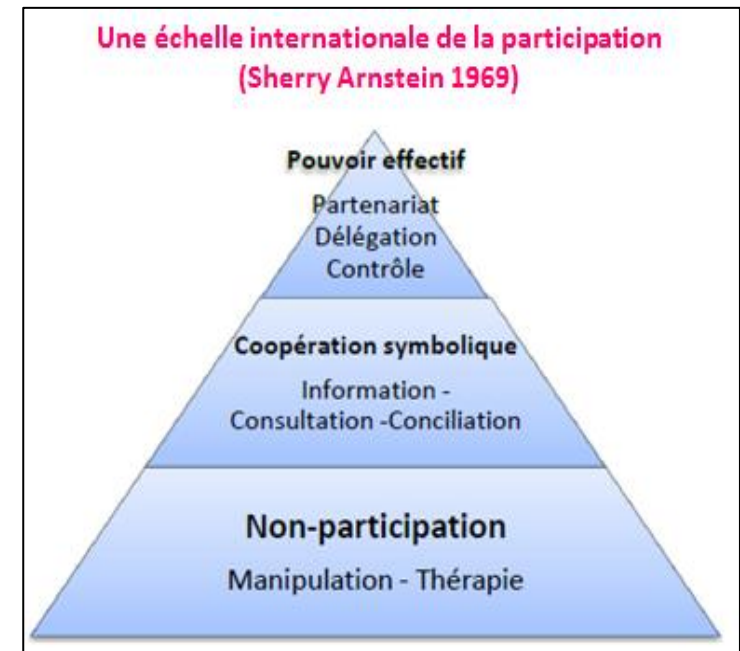 Une échelle internationale de la participation
(Sherry Arnstein 1969)
Pouvoir effectif
Partenariat
Délégation
Contrôle
Coopération symbolique
Information -
Consultation -Conciliation
Non-participation
Manipulation - Thérapie